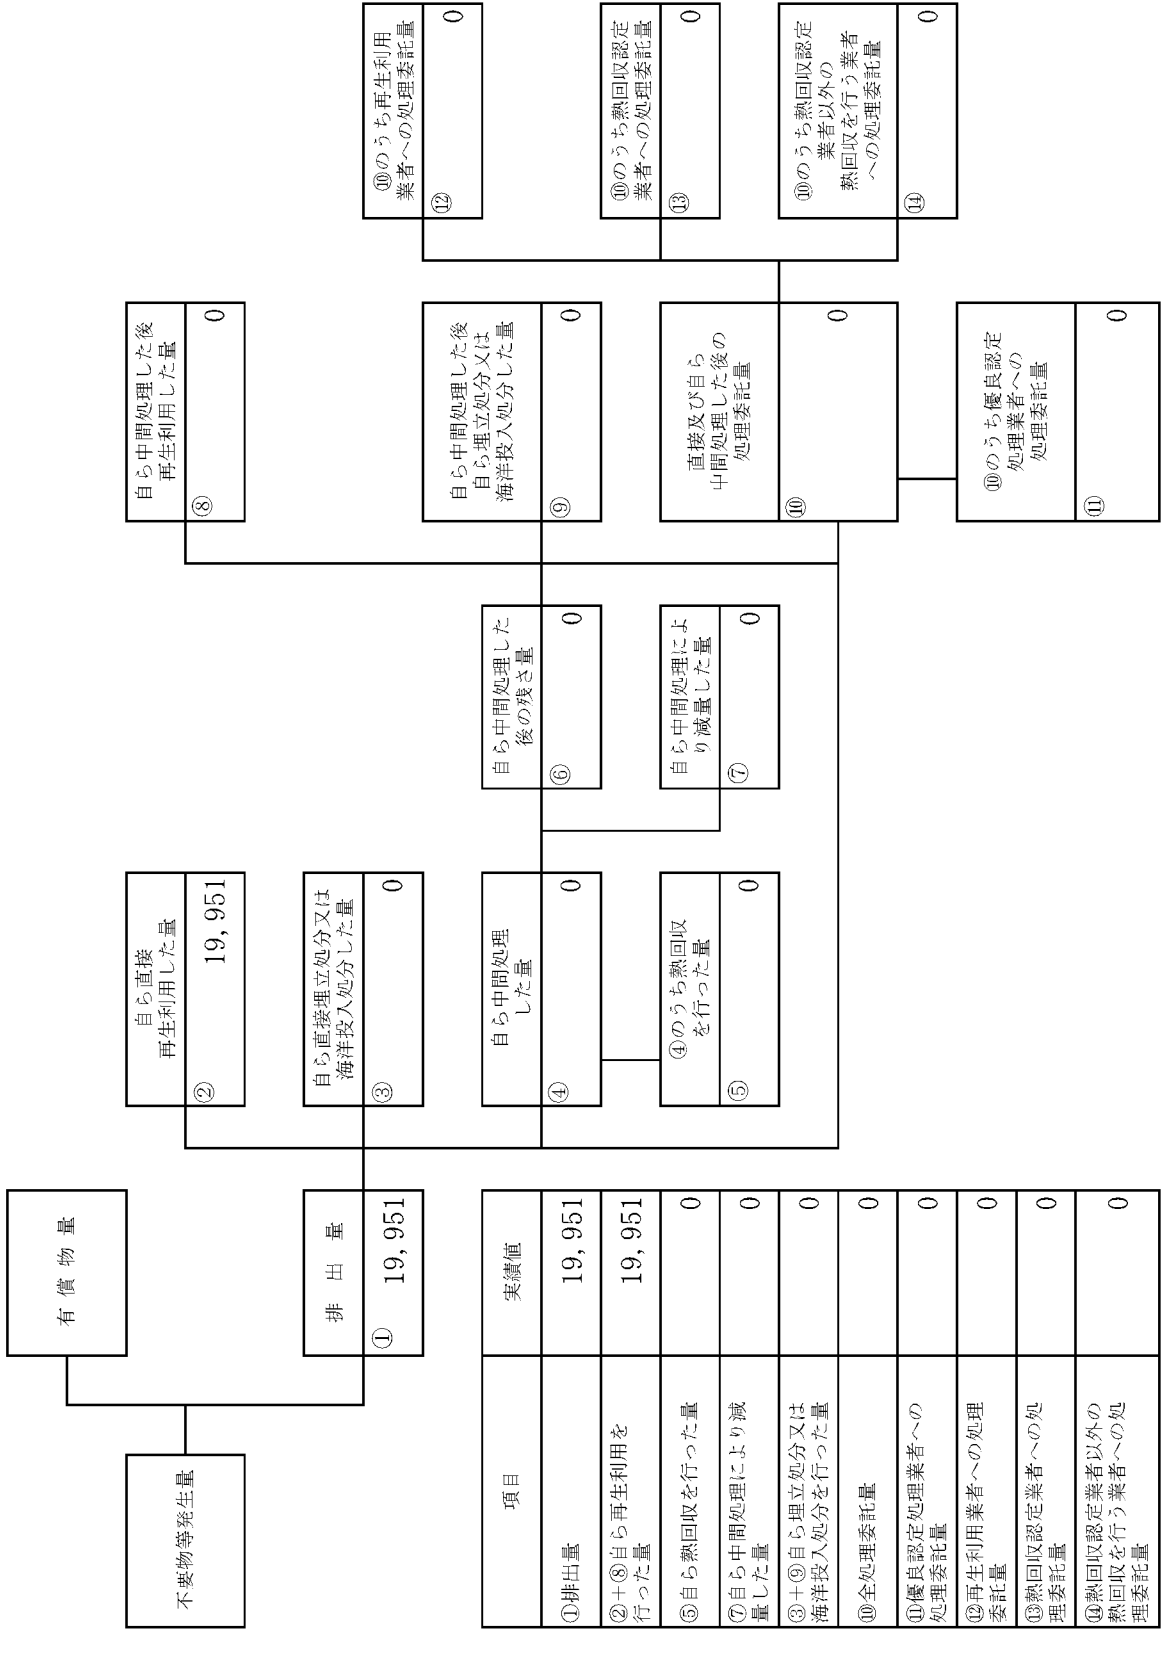 不要物等発生量
有償物量
排出量
① 19,951
自ら直接
再生利用した量
② 19,951
自ら直接埋立処分又は
海洋投入処分した量
③ 0
自ら中間処理
した量
④ 0
④のうち熱回収
を行った量
⑤ 0
自ら中間処理した
後の残さ量
⑥ 0
自ら中間処理によ
り減量した量
⑦ 0
自ら中間処理した後
再生利用した量
⑧ 0
自ら中間処理した後
自ら埋立処分又は
海洋投入処分した量
⑨ 0
直接及び自ら
中間処理した後の
処理委託量
⑩ 0
⑩のうち優良認定
処理業者への
処理委託量
⑪ 0
⑩のうち再生利用
業者への処理委託量
⑫ 0
⑩のうち熱回収認定
業者への処理委託量
⑬ 0
⑩のうち熱回収認定
業者以外の
熱回収を行う業者
への処理委託量
⑭ 0
項目 実績値
①排出量 19,951
②+⑧自ら再生利用を
行った量 19,951
⑤自ら熱回収を行った量 0
⑦自ら中間処理により減
量した量 0
③+⑨自ら埋立処分又は
海洋投入処分を行った量 0
⑩全処理委託量 0
⑪優良認定処理業者への
処理委託量 0
⑫再生利用業者への処理
委託量 0
⑬熱回収認定業者への処
理委託量 0
⑭熱回収認定業者以外の
熱回収を行う業者への処
理委託量 0